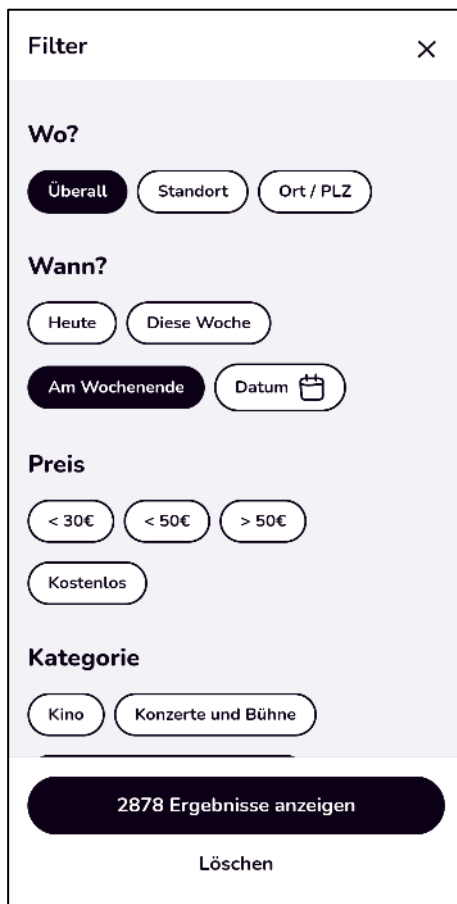 Filter
Wo?
Überall Standort Ort / PLZ
Wann?
Heute Diese Woche
Am Wochenende Datum
Preis
< 30€ < 50€ > 50€
Kostenlos
Kategorie
Kino Konzerte und Bühne
2878 Ergebnisse anzeigen
Löschen